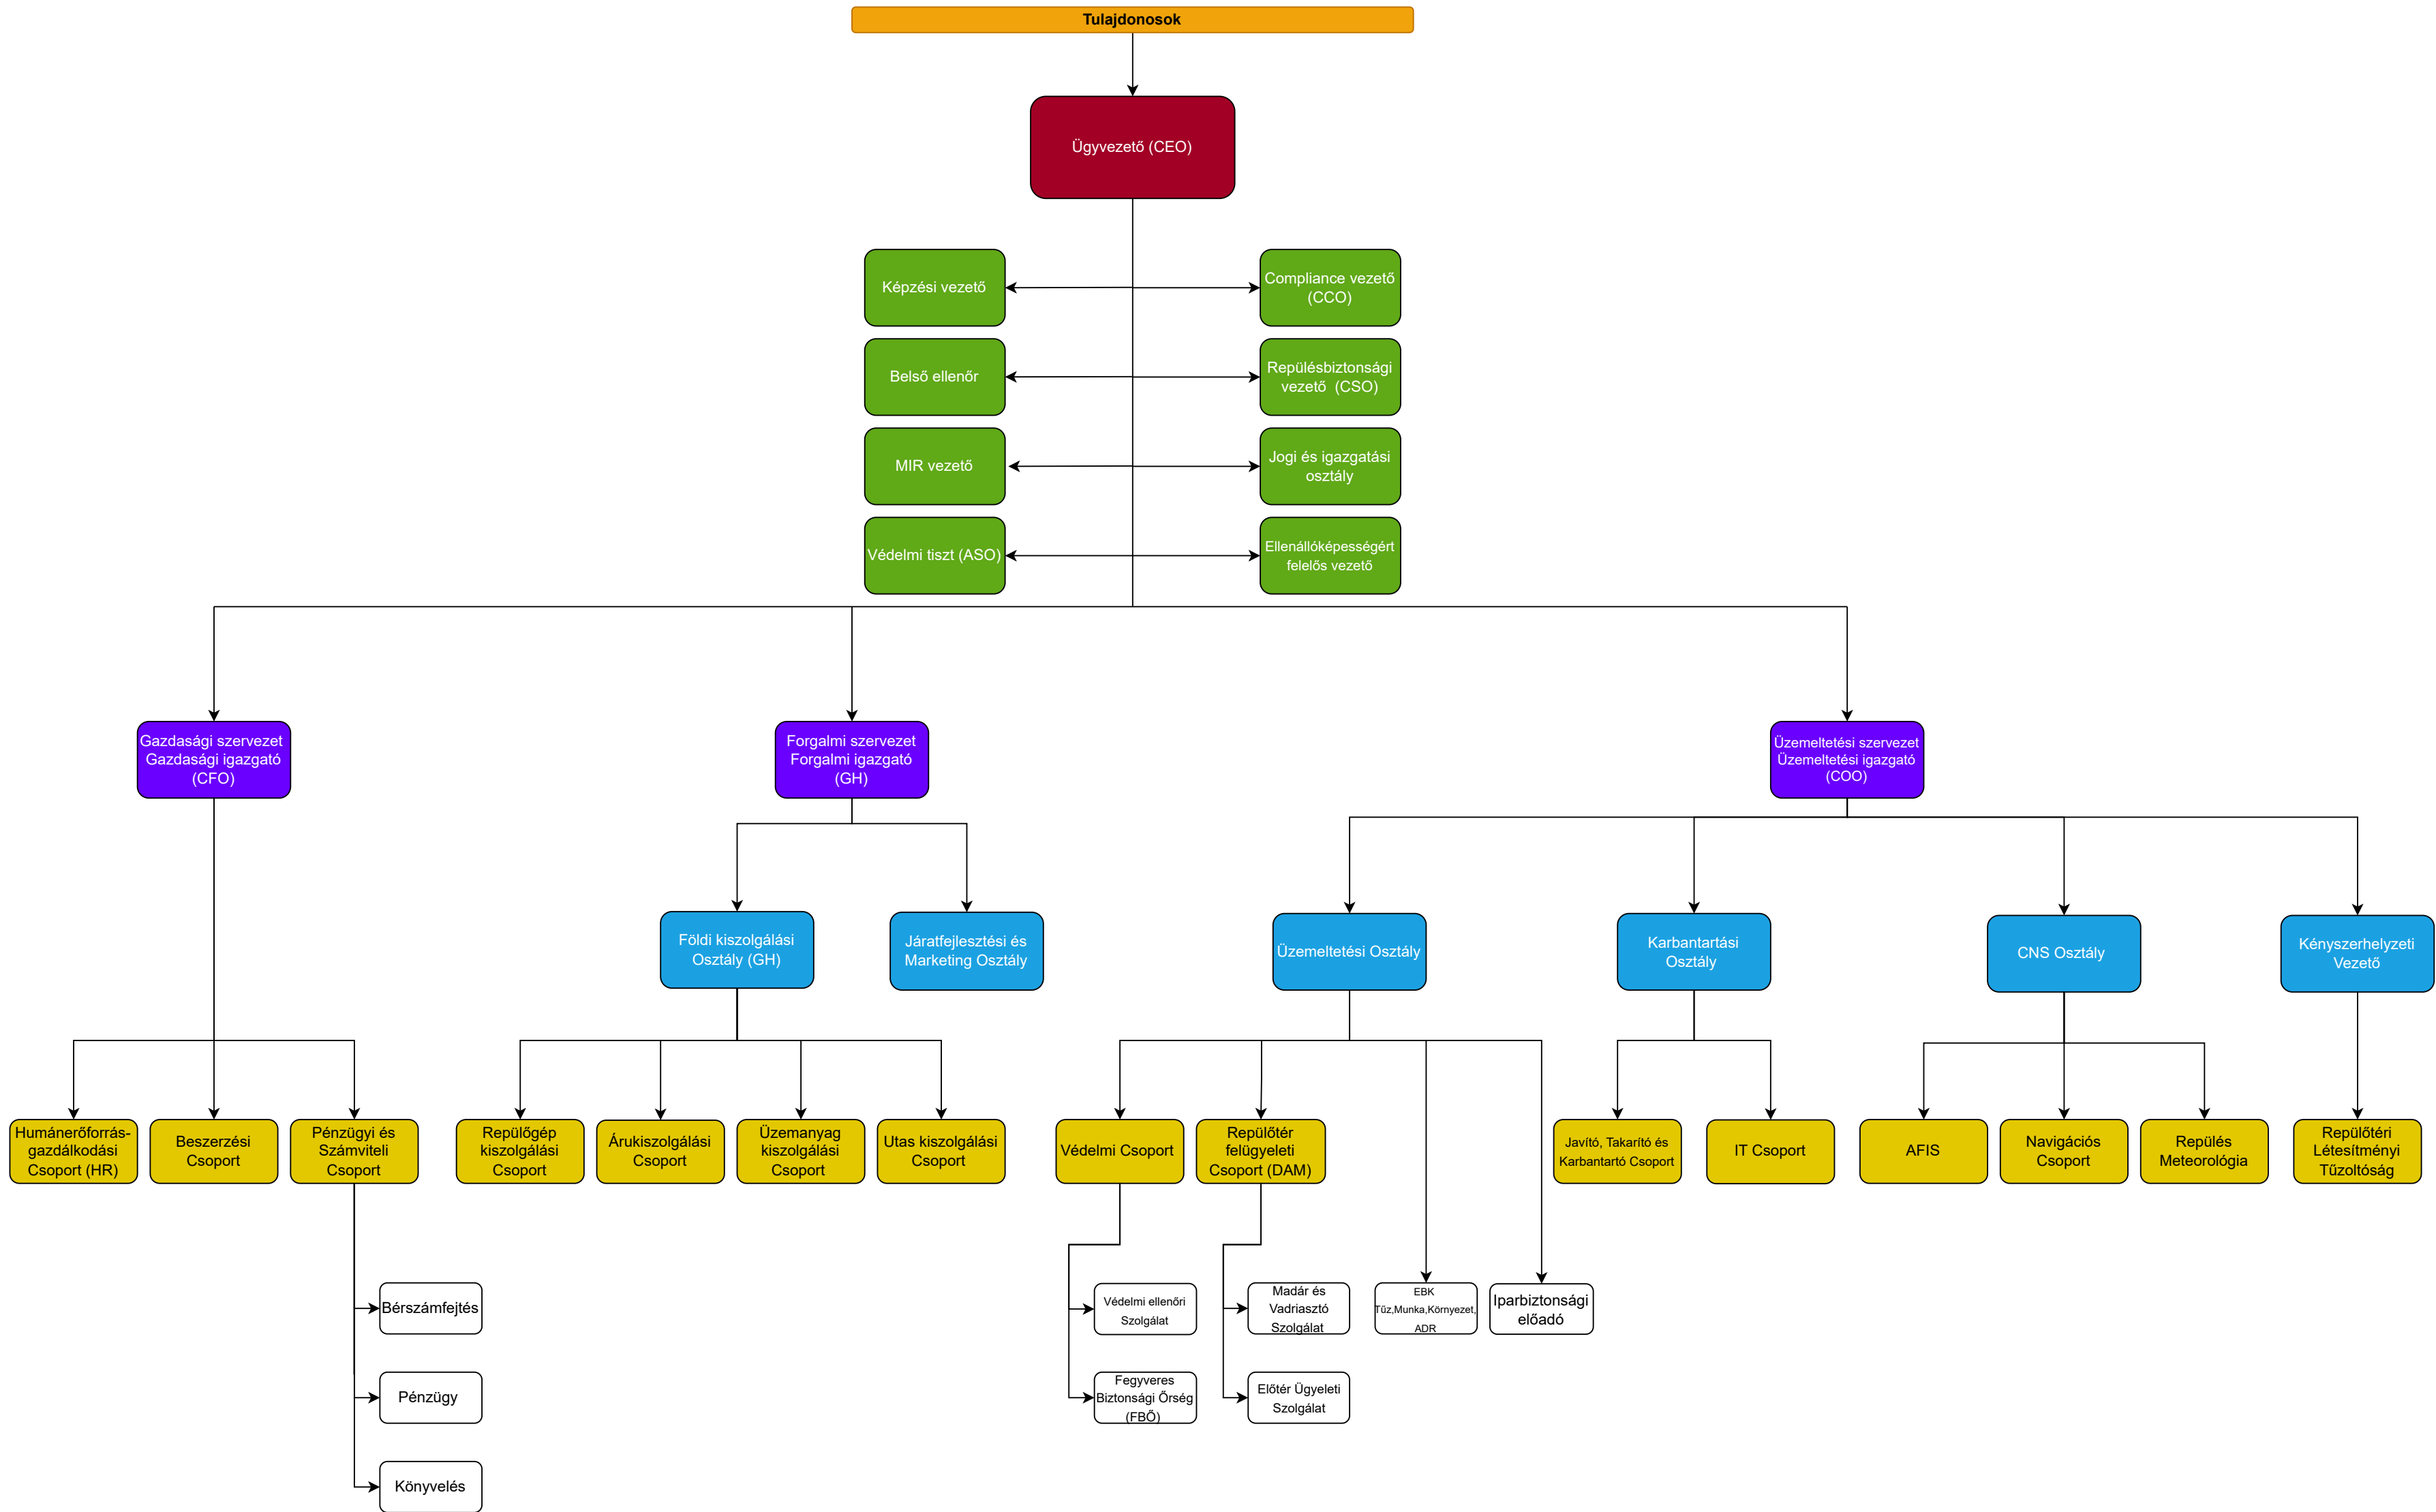 Tulajdonosok
Ügyvezető (CEO)
Képzési vezető
Compliance vezető
(CCO)
Belső ellenőr
Repülésbiztonsági
vezető (CSO)
MIR vezető
Jogi és igazgatási
osztály
Védelmi tiszt (ASO)
Ellenállóképességért
felelős vezető
Gazdasági szervezet
Gazdasági igazgató
(CFO)
Forgalmi szervezet
Forgalmi igazgató
(GH)
Üzemeltetési szervezet
Üzemeltetési igazgató
(COO)
Földi kiszolgálási
Osztály (GH)
Járatfejlesztési és
Marketing Osztály
Üzemeltetési Osztály
Karbantartási
Osztály
CNS Osztály
Kényszerhelyzeti
Vezető
Humánerőforrás-
gazdálkodási
Csoport (HR)
Beszerzési
Csoport
Pénzügyi és
Számviteli
Csoport
Repülőgép
kiszolgálási
Csoport
Árukiszolgálási
Csoport
Üzemanyag
kiszolgálási
Csoport
Utas kiszolgálási
Csoport
Védelmi Csoport
Repülőtér
felügyeleti
Csoport (DAM)
Javító, Takarító és
Karbantartó Csoport
IT Csoport
AFIS
Navigációs
Csoport
Repülés
Meteorológia
Repülőtéri
Létesítményi
Tűzoltóság
Bérszámfejtés
Védelmi ellenőri
Szolgálat
Madár és
Vadriasztó
Szolgálat
EBK
Tűz,Munka,Környezet,
ADR
Iparbiztonsági
előadó
Pénzügy
Fegyveres
Biztonsági Őrség
(FBŐ)
Előtér Ügyeleti
Szolgálat
Könyvelés